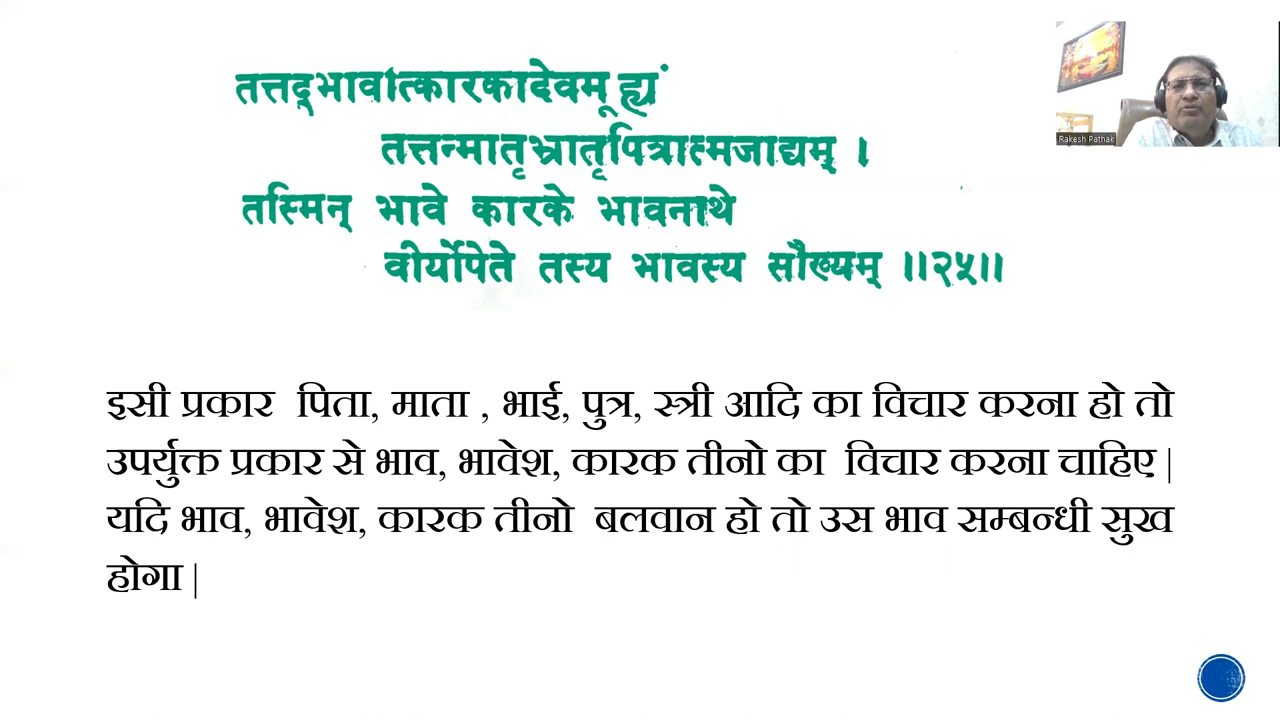 तत्तद्भावात्कारकादेवमूह्यं
तत्तन्मातृभ्रातृपित्रात्मजाद्यम् ।
तस्मिन् भावे कारके भावनाथे
वीर्योपेते तस्य भावस्य सौख्यम् ।।२५।।
इसी प्रकार पिता, माता , भाई, पुत्र, स्त्री आदि का विचार करना हो तो
उपर्युक्त प्रकार से भाव, भावेश, कारक तीनो का विचार करना चाहिए |
यदि भाव, भावेश, कारक तीनो बलवान हो तो उस भाव सम्बन्धी सुख
होगा |
Rakesh Pathak